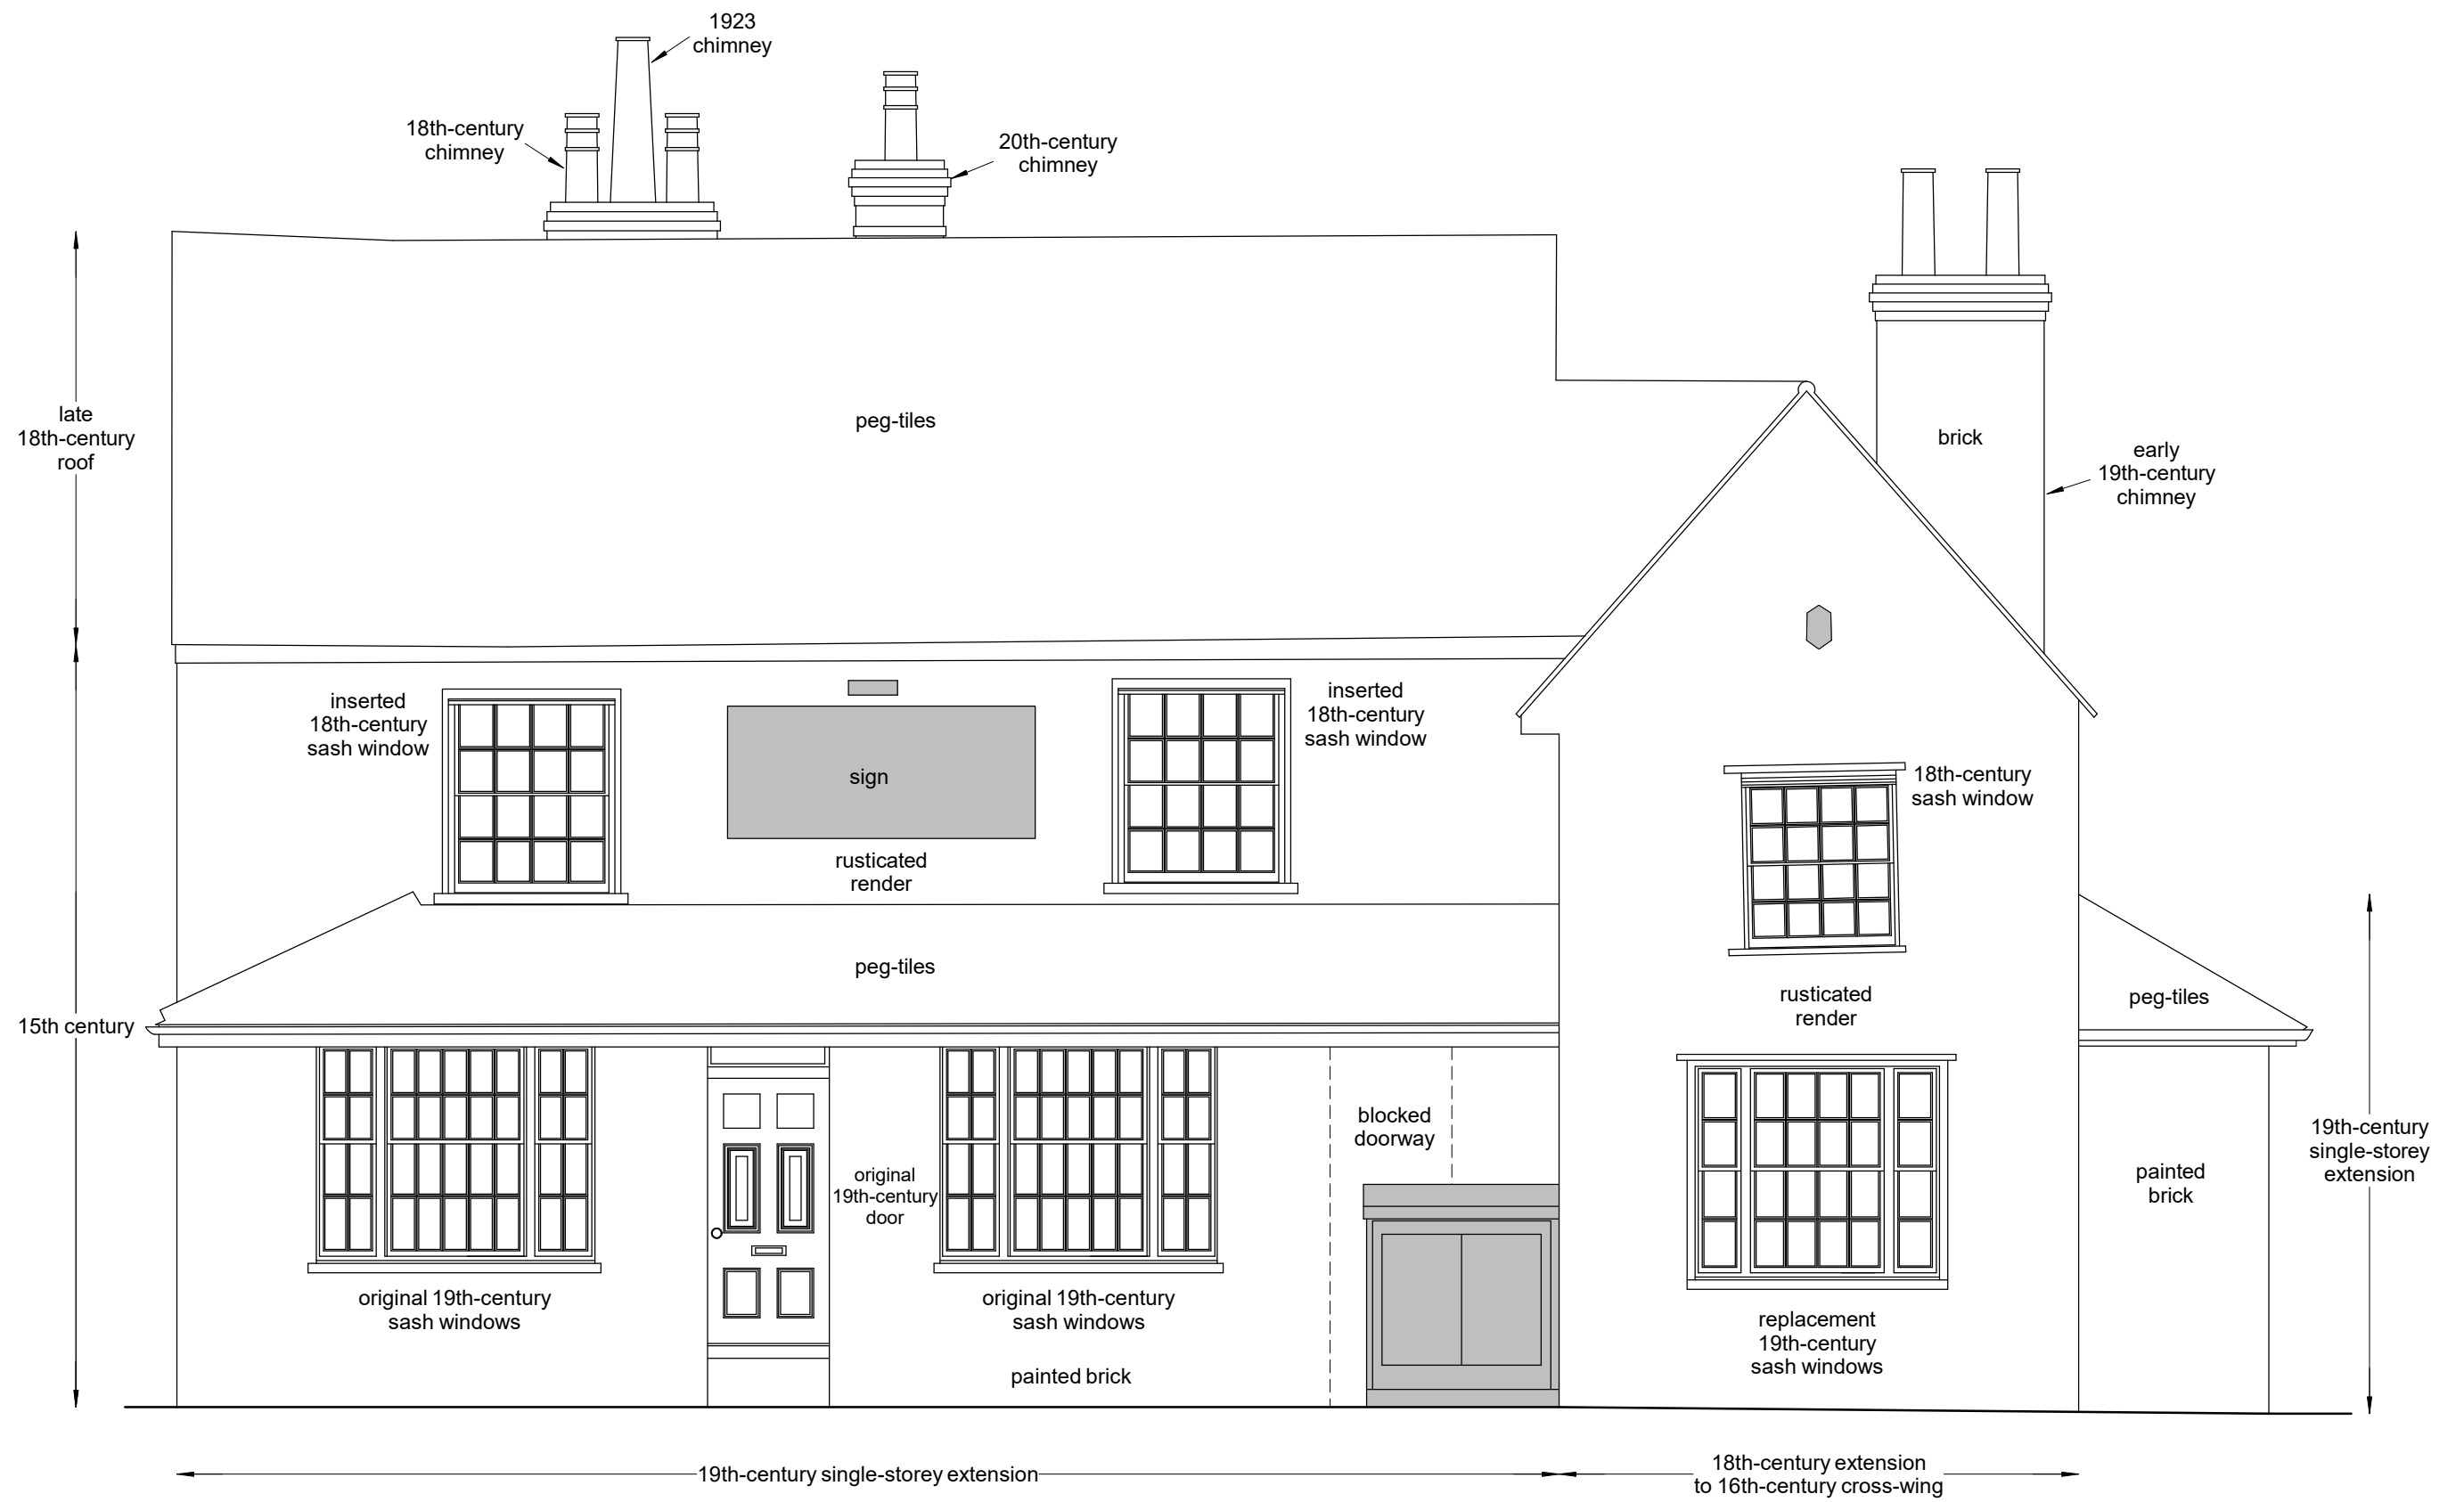 1923
chimney
18th-century
chimney
20th-century
chimney
late
18th-century
roof
peg-tiles
brick
early
19th-century
chimney
inserted
18th-century
sash window
sign
inserted
18th-century
sash window
18th-century
sash window
rusticated
render
peg-tiles
rusticated
render
peg-tiles
15th century
blocked
doorway
original
19th-century
door
painted
brick
19th-century
single-storey
extension
original 19th-century
sash windows
original 19th-century
sash windows
replacement
19th-century
sash windows
painted brick
19th-century single-storey extension
18th-century extension
to 16th-century cross-wing